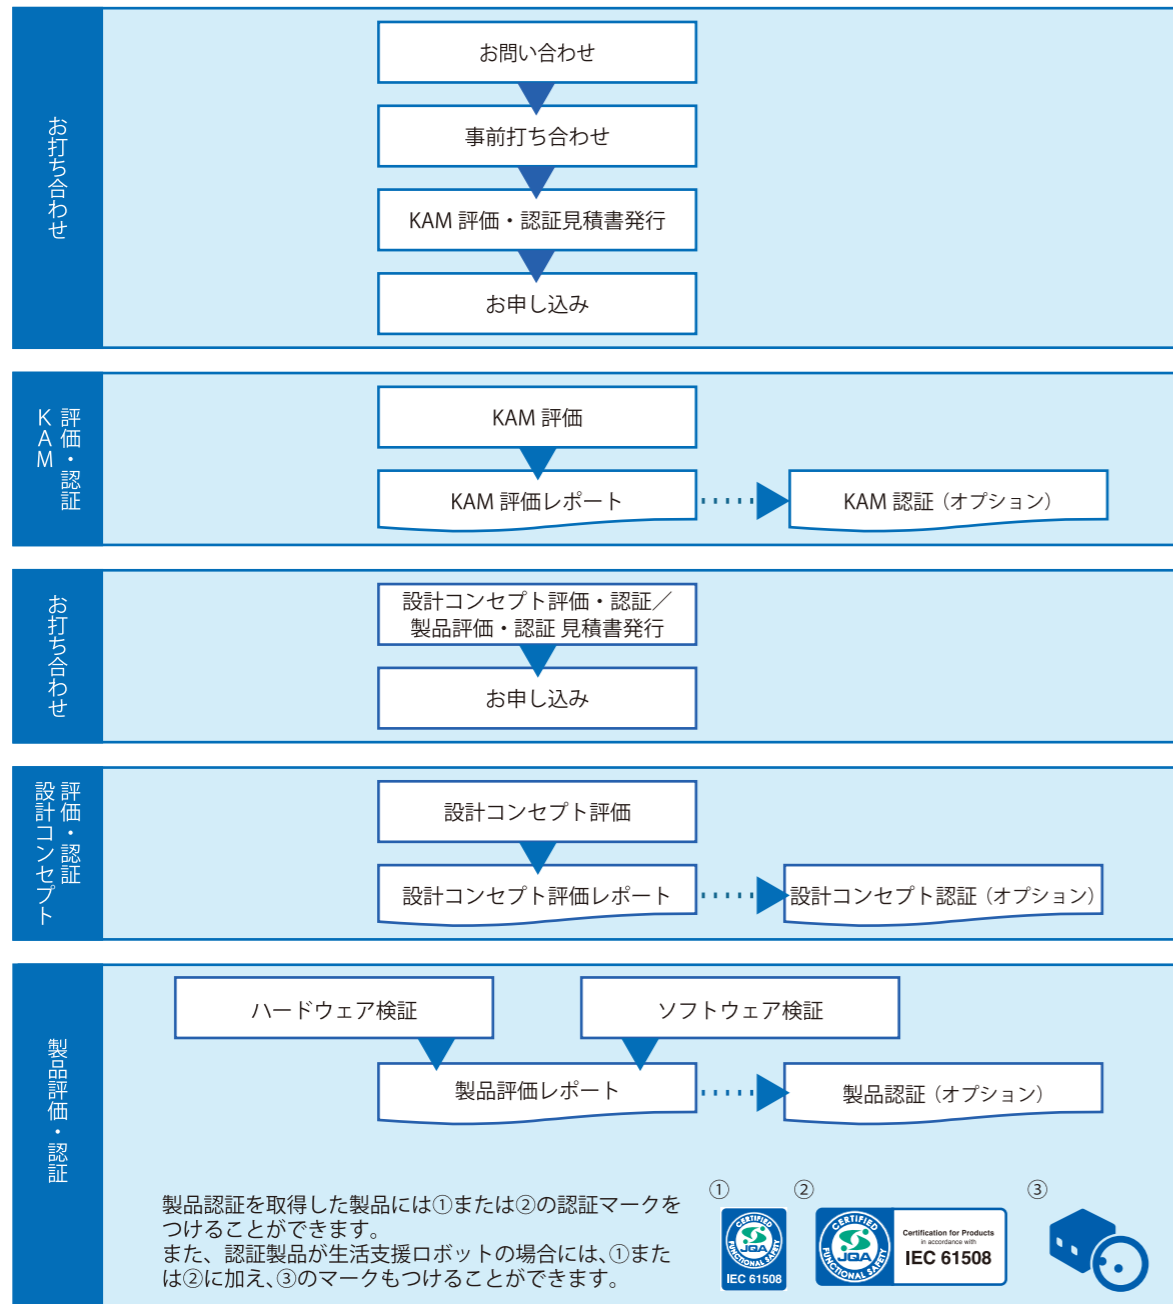 お打ち合わせ
お問い合わせ
事前打ち合わせ
KAM 評価・認証見積書発行
お申し込み
KAM
評価・認証
KAM 評価
KAM 評価レポート
KAM 認証（オプション）
お打ち合わせ
設計コンセプト評価・認証／
製品評価・認証 見積書発行
お申し込み
設計コンセプト
評価・認証
設計コンセプト評価
設計コンセプト評価レポート
設計コンセプト認証（オプション）
製品評価・認証
ハードウェア検証
ソフトウェア検証
製品評価レポート
製品認証（オプション）
製品認証を取得した製品には①または②の認証マークを
つけることができます。
また、認証製品が生活支援ロボットの場合には、①また
は②に加え、③のマークもつけることができます。
①
CERTIFIED
JQA
FUNCTIONAL SAFETY
IEC 61508
②
CERTIFIED
JQA
FUNCTIONAL SAFETY
Certification for Products
in accordance with
IEC 61508
③